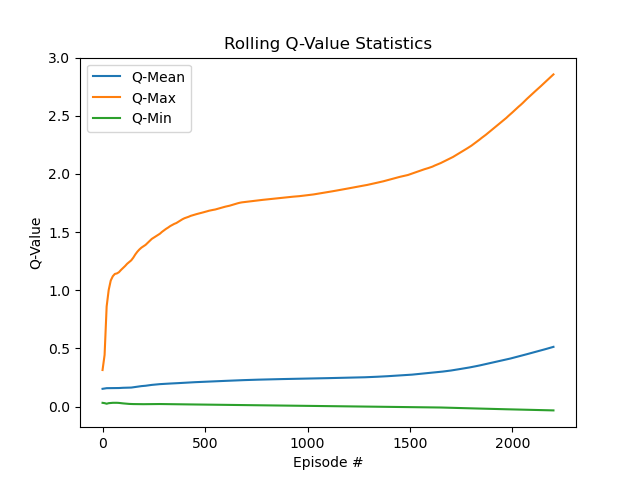 Rolling Q-Value Statistics
Q-Mean
Q-Max
Q-Min
Q-Value
3.0
2.5
2.0
1.5
1.0
0.5
0.0
0 500 1000 1500 2000
Episode #